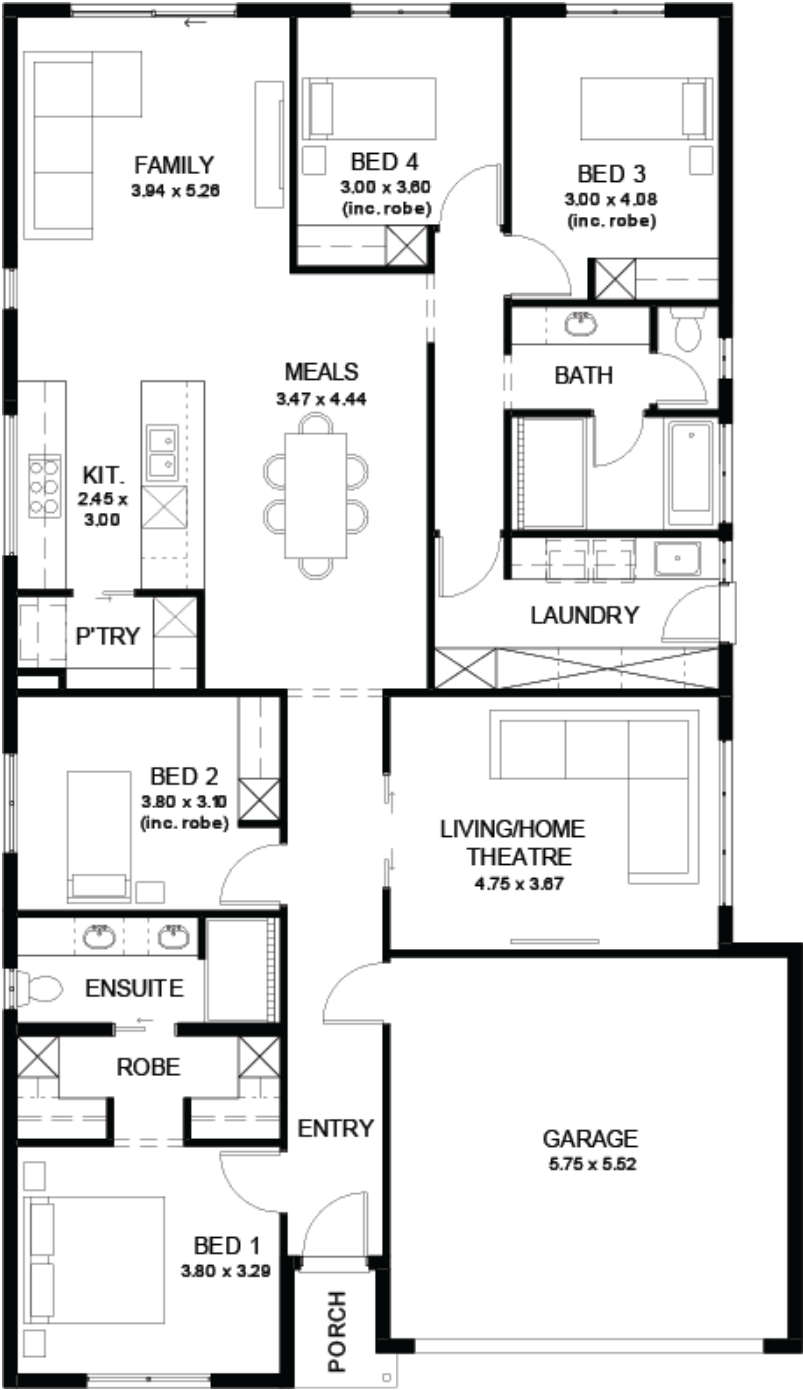 FAMILY
3.94 x 5.26
BED 4
3.00 x 3.60
(inc. robe)
BED 3
3.00 x 4.08
(inc. robe)
MEALS
3.47 x 4.44
BATH
KIT.
2.45 x
3.00
P'TRY
LAUNDRY
BED 2
3.80 x 3.10
(inc. robe)
LIVING/HOME
THEATRE
4.75 x 3.67
ENSUITE
ROBE
ENTRY
GARAGE
5.75 x 5.52
BED 1
3.80 x 3.29
PORCH